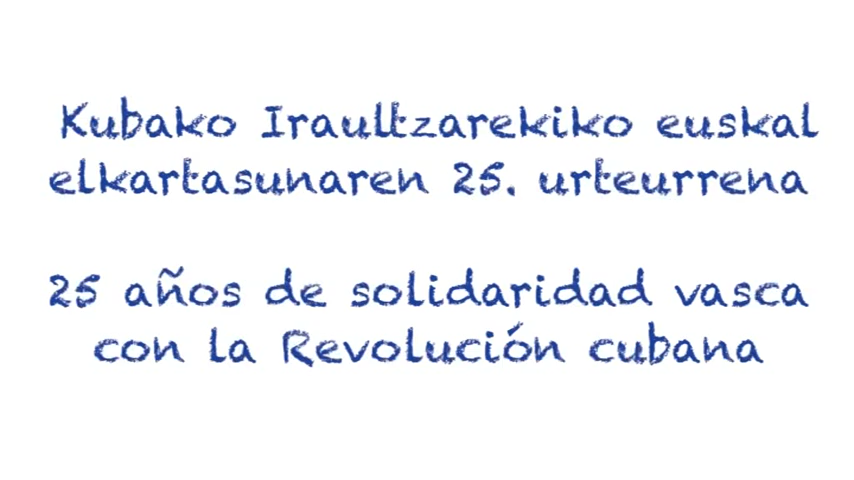 Kubako Iraultzarekiko euskal
elkartasunaren 25. urteurrena
25 años de solidaridad vasca
con la Revolución cubana